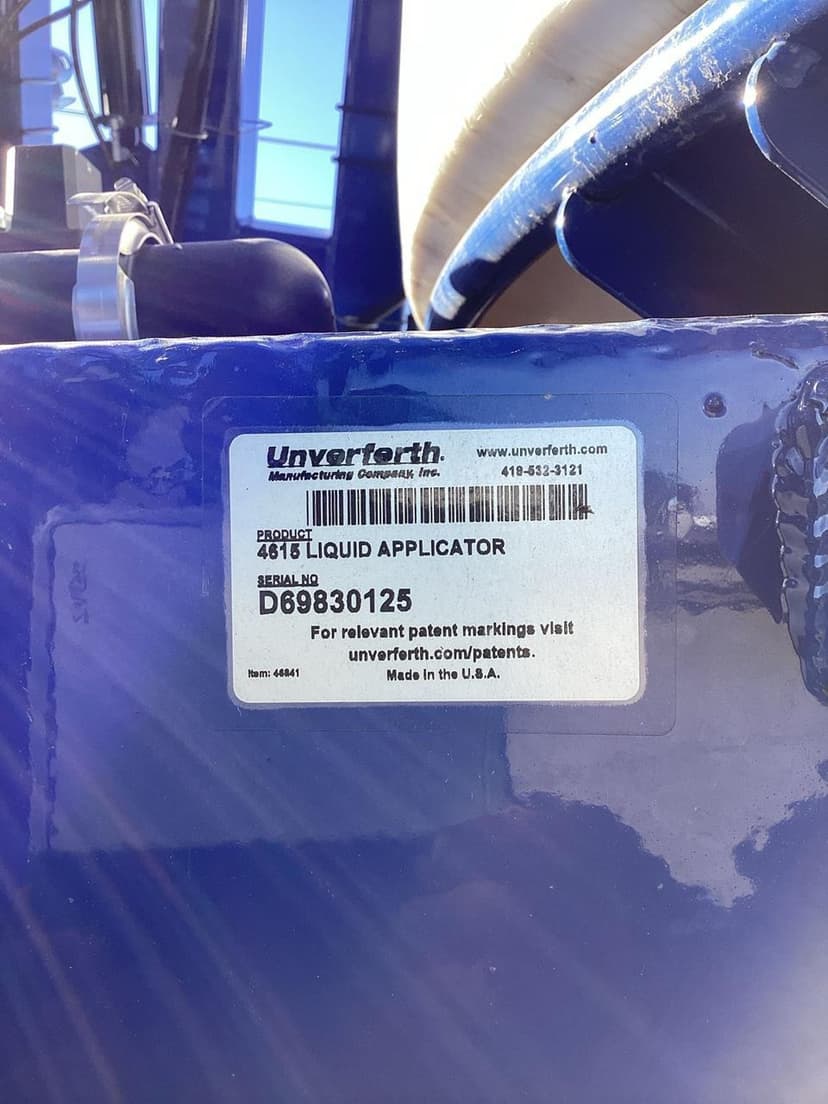 Unverferth.
Manufacturing Company, Inc.
www.unverferth.com
419-532-3121
PRODUCT
4615 LIQUID APPLICATOR
SERIAL NO
D69830125
For relevant patent markings visit
unverferth.com/patents.
Item: 46841
Made in the U.S.A.